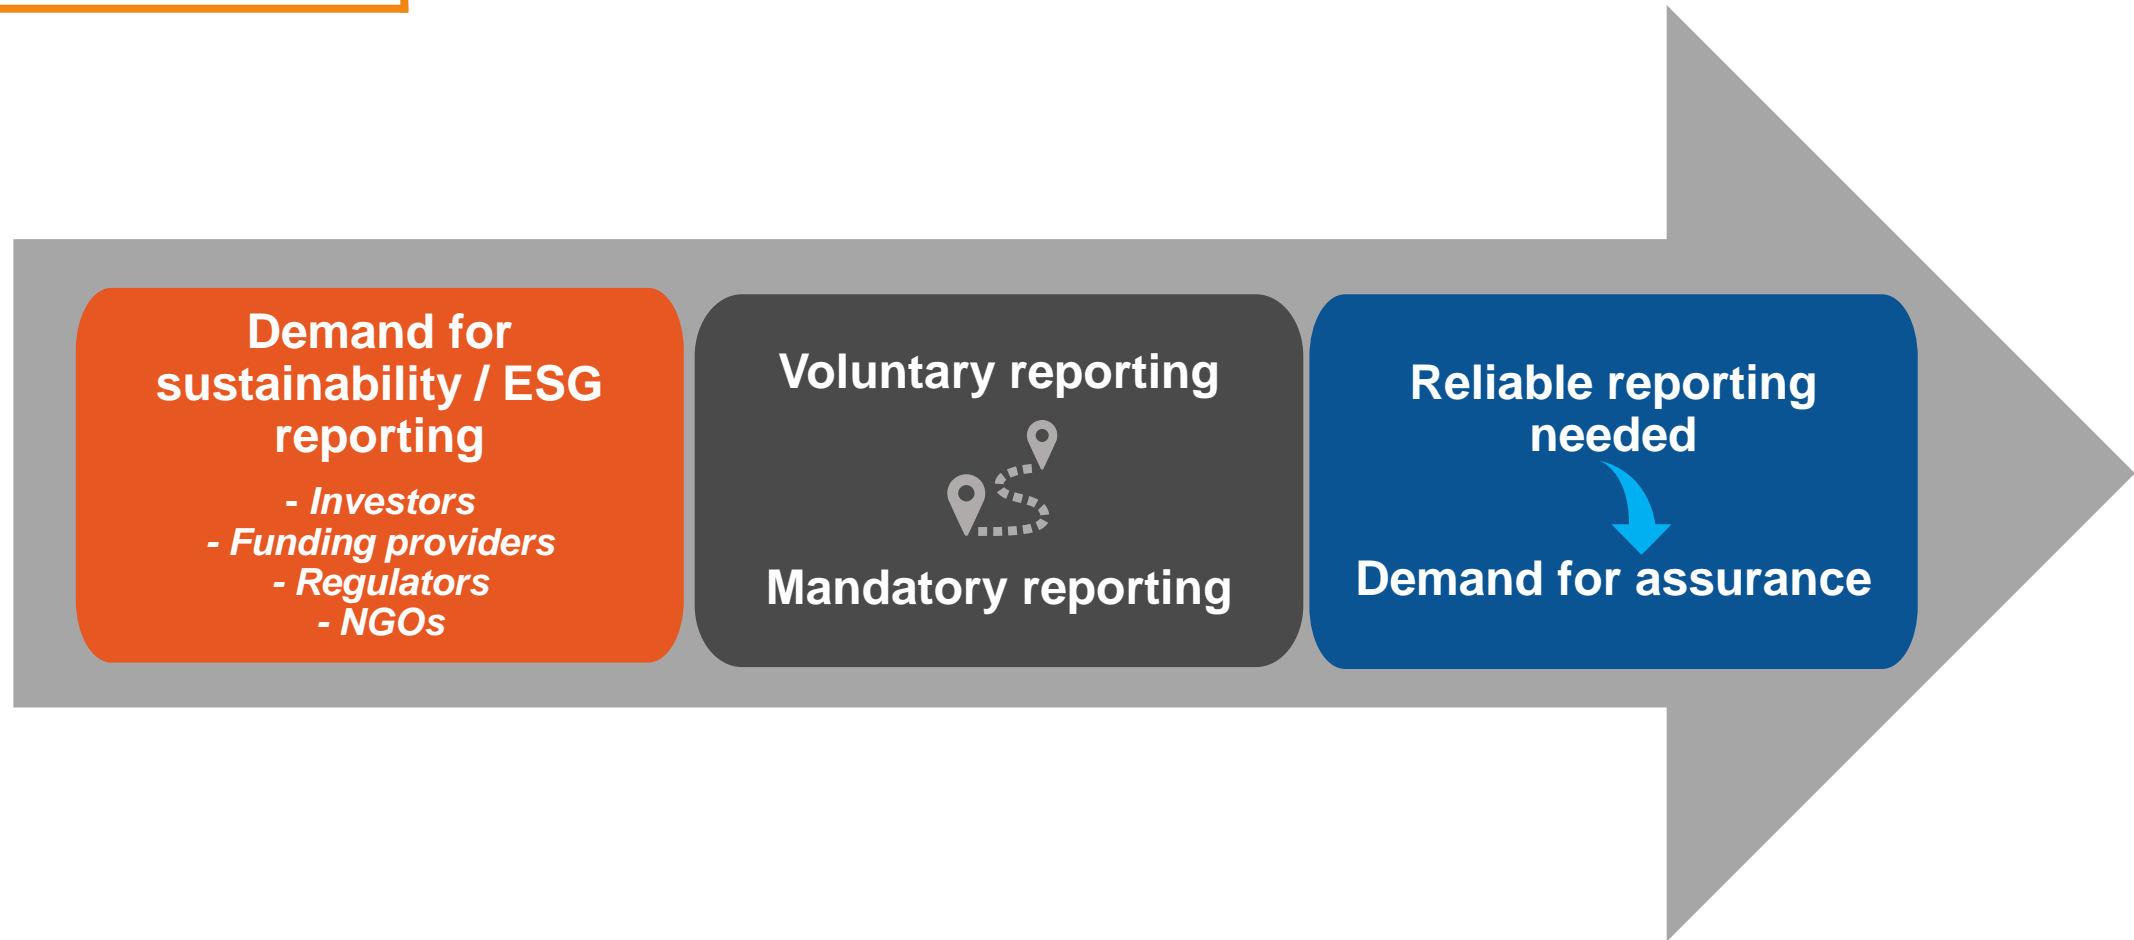 Demand for
sustainability / ESG
reporting
- Investors
- Funding providers
- Regulators
- NGOs
Voluntary reporting
Mandatory reporting
Reliable reporting
needed
Demand for assurance